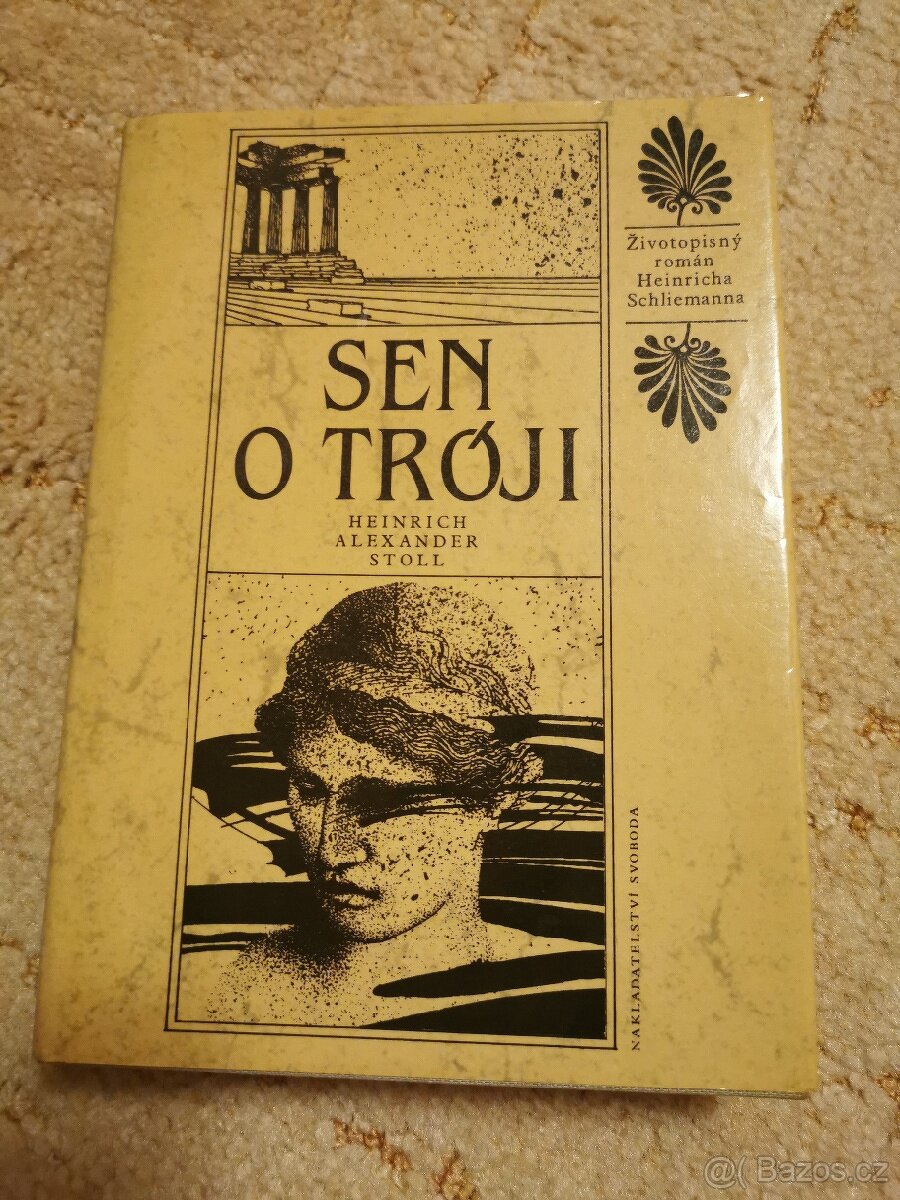 Životopisný
román
Heinricha
Schliemanna
SEN
O TRÓJI
HEINRICH
ALEXANDER
STOLL
NAKLADATELSTVÍ SVOBODA
@( Bazos.cz